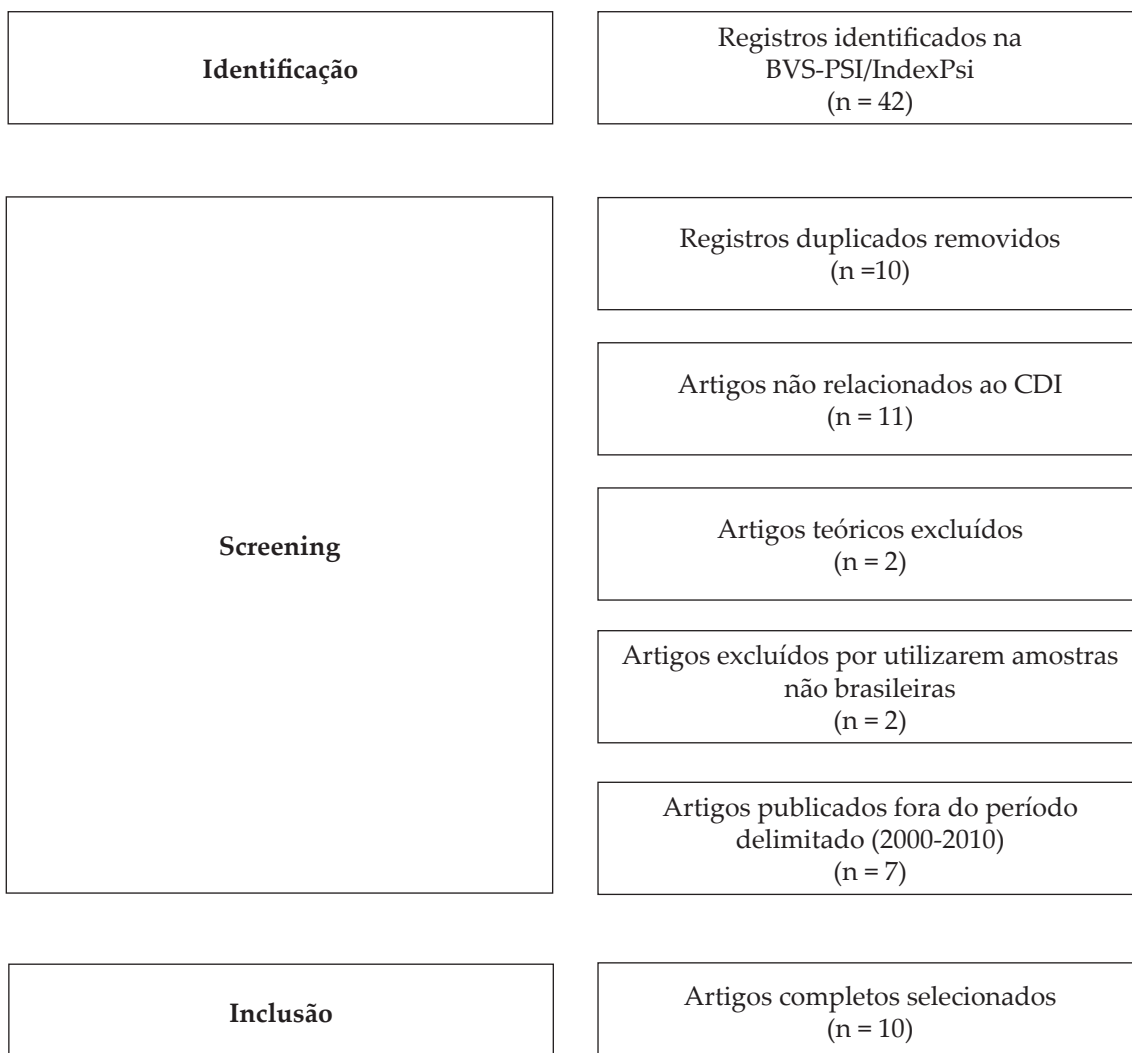 Identificação
Registros identificados na
BVS-PSI/IndexPsi
(n = 42)
Screening
Registros duplicados removidos
(n =10)
Artigos não relacionados ao CDI
(n = 11)
Artigos teóricos excluídos
(n = 2)
Artigos excluídos por utilizarem amostras
não brasileiras
(n = 2)
Artigos publicados fora do período
delimitado (2000-2010)
(n = 7)
Inclusão
Artigos completos selecionados
(n = 10)